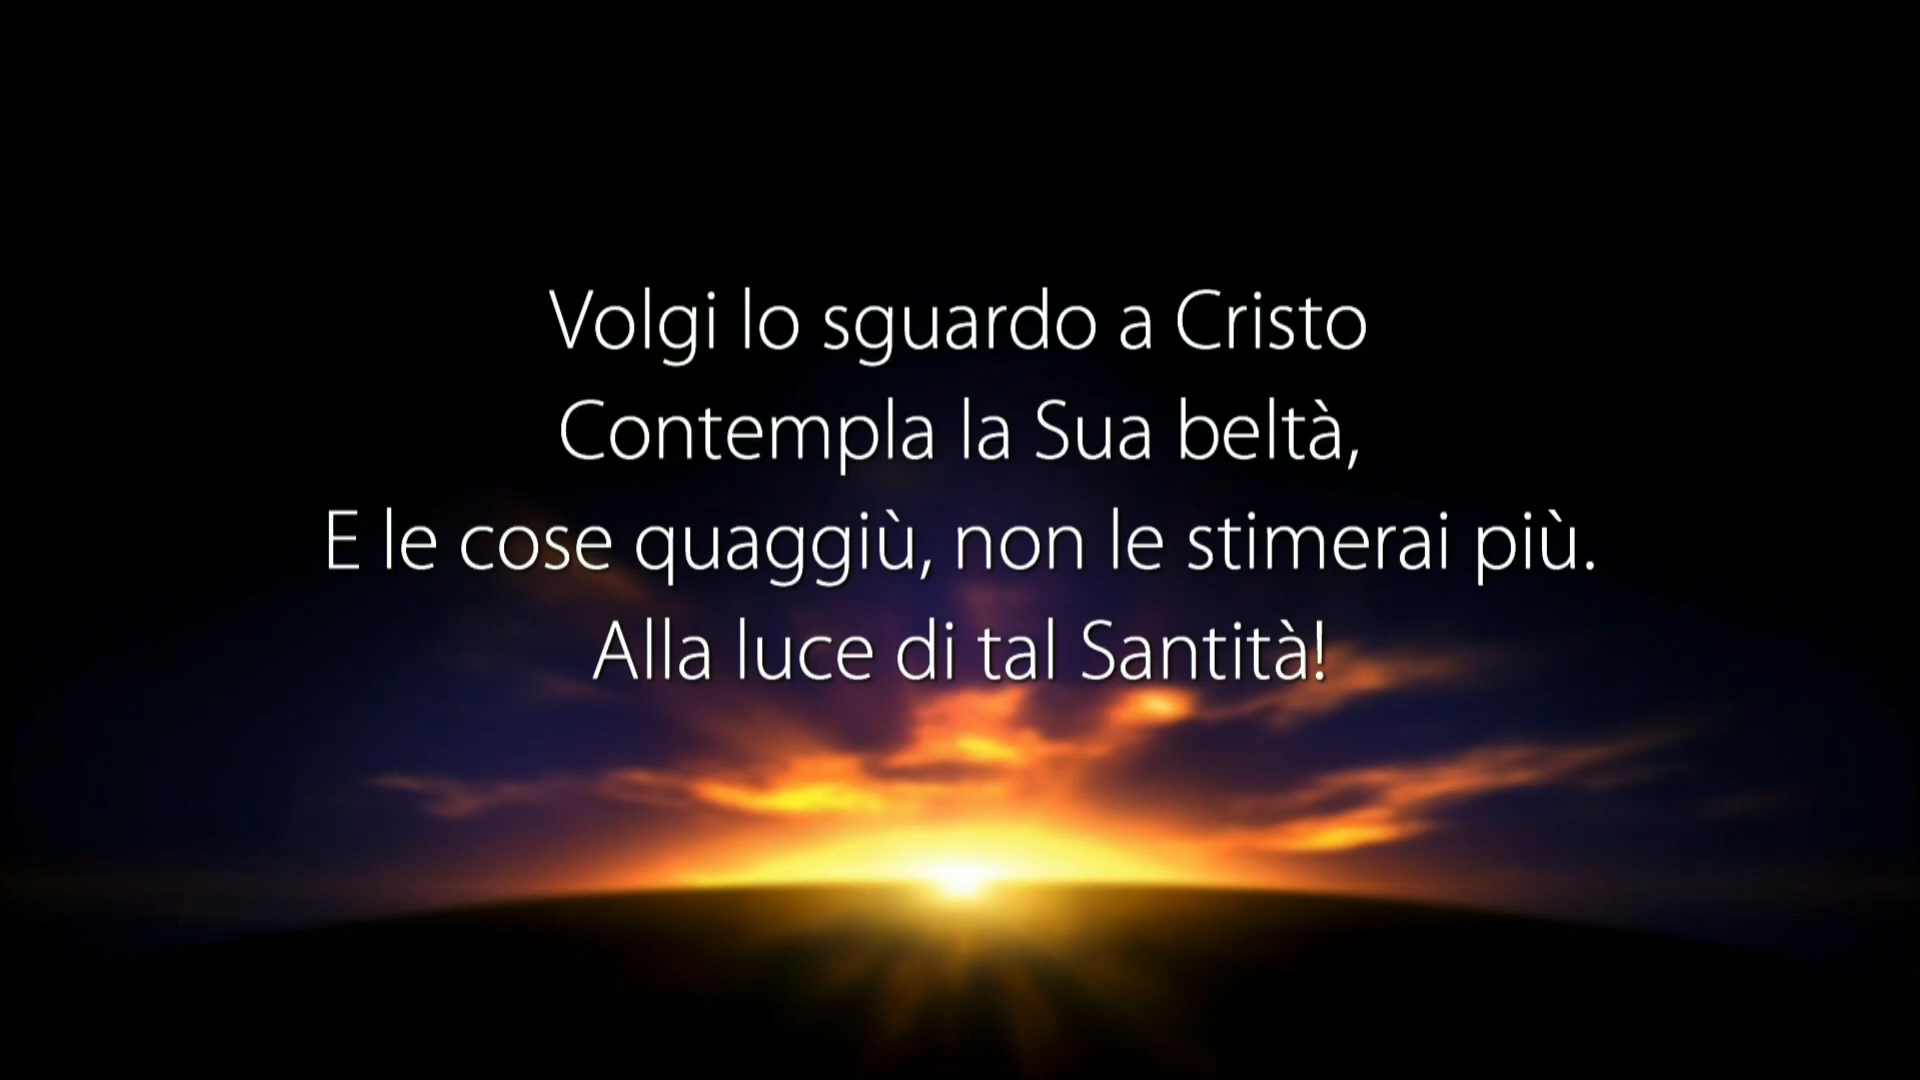 Volgi lo sguardo a Cristo
Contempla la Sua beltà,
E le cose quaggiù, non le stimerai più.
Alla luce di tal Santità!